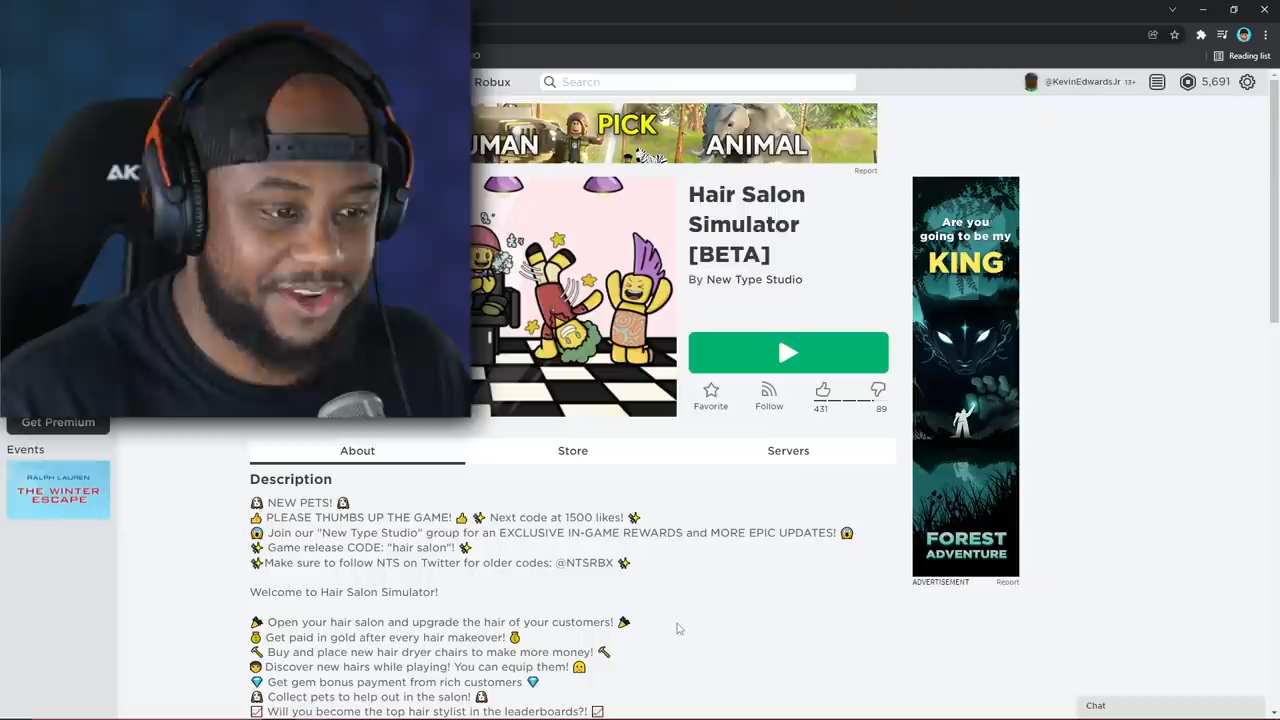 Reading list
Robux
Search
@KevinEdwardsJr 13+
5,691
PICK
ANIMAL
Report
AK
Hair Salon
Simulator
[BETA]
By New Type Studio
Favorite
Follow
431
89
Are you
going to be my
KING
FOREST
ADVENTURE
ADVERTISEMENT
Report
Get Premium
Events
RALPH LAUREN
THE WINTER
ESCAPE
About
Store
Servers
Description
NEW PETS!
PLEASE THUMBS UP THE GAME! Next code at 1500 likes!
Join our "New Type Studio" group for an EXCLUSIVE IN-GAME REWARDS and MORE EPIC UPDATES!
Game release CODE: "hair salon"!
Make sure to follow NTS on Twitter for older codes: @NTSRBX
Welcome to Hair Salon Simulator!
Open your hair salon and upgrade the hair of your customers!
Get paid in gold after every hair makeover!
Buy and place new hair dryer chairs to make more money!
Discover new hairs while playing! You can equip them!
Get gem bonus payment from rich customers
Collect pets to help out in the salon!
Will you become the top hair stylist in the leaderboards?!
Chat